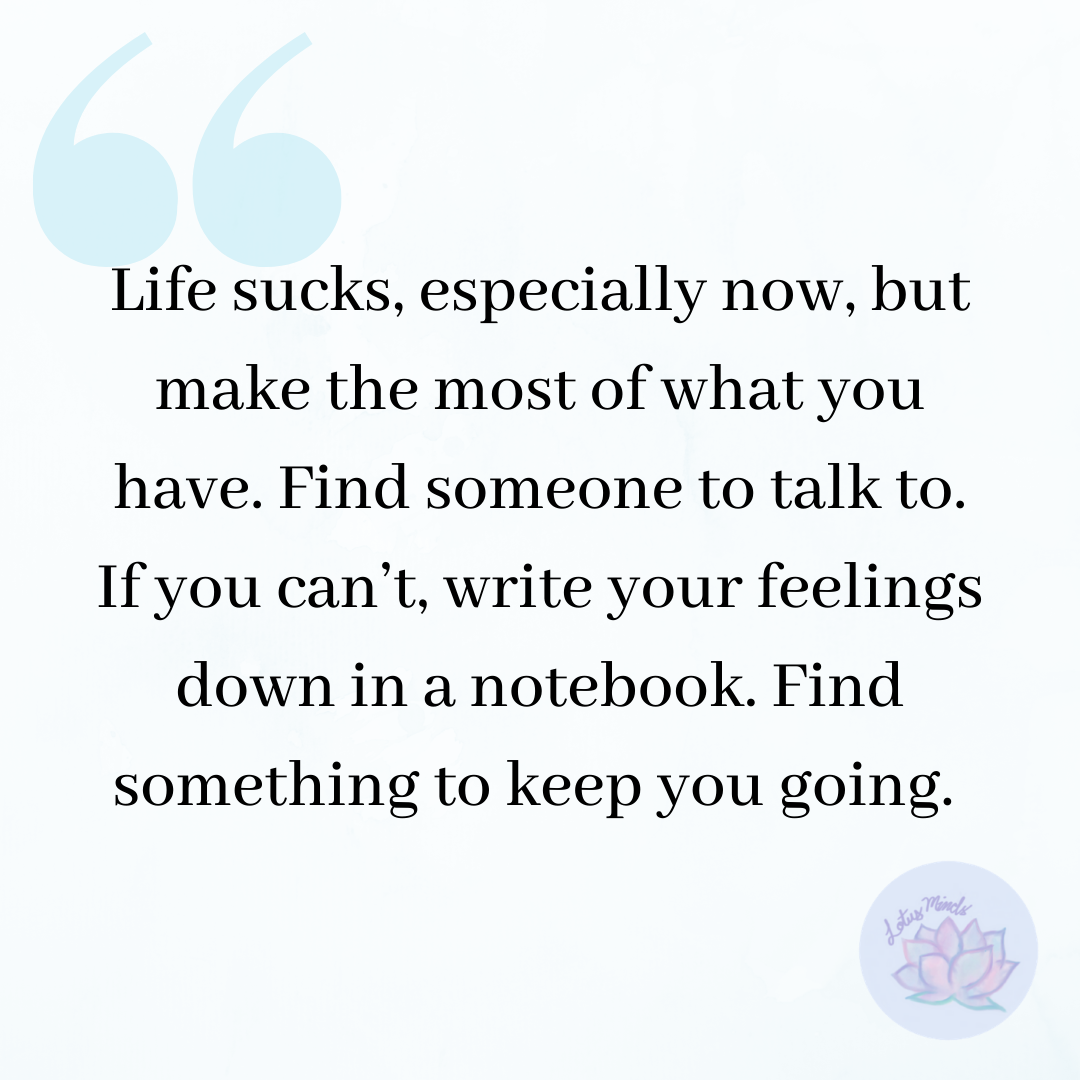 Life sucks, especially now, but
make the most of what you
have. Find someone to talk to.
If you can’t, write your feelings
down in a notebook. Find
something to keep you going.
Lotus Minds